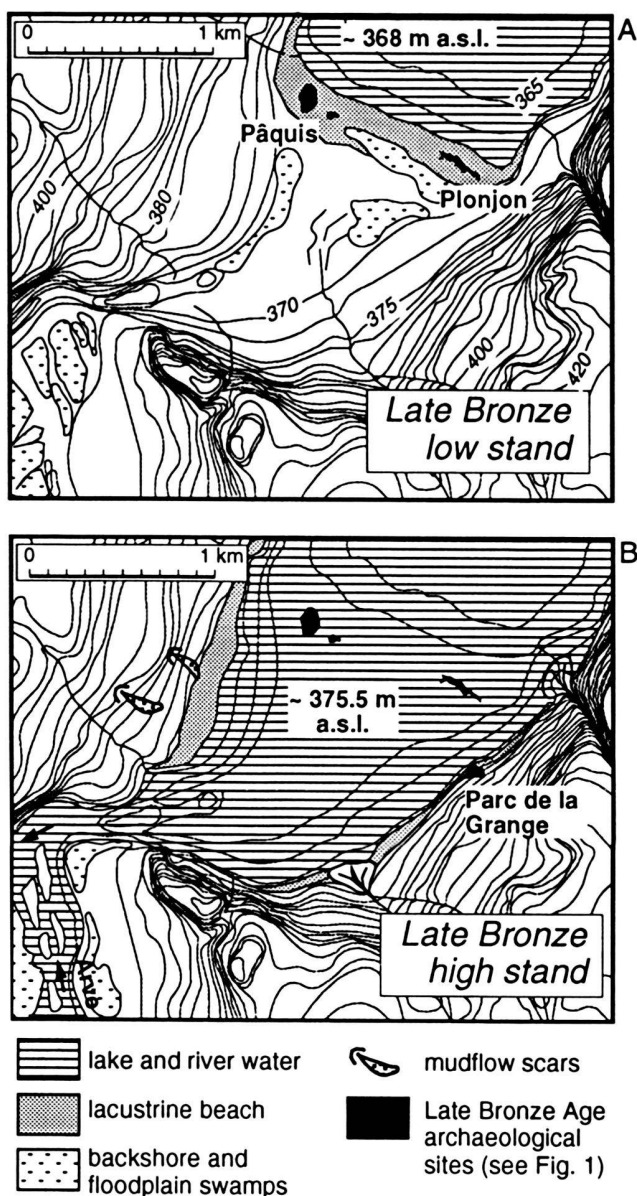 A
0 1 km
~ 368 m a.s.l.
365
Pâquis
Plonjon
400
380
370
375
400
420
Late Bronze
low stand
B
0 1 km
~ 375.5 m
a.s.l.
Parc de la
Grange
Arve
Late Bronze
high stand
lake and river water
lacustrine beach
backshore and
floodplain swamps
mudflow scars
Late Bronze Age
archaeological
sites (see Fig. 1)